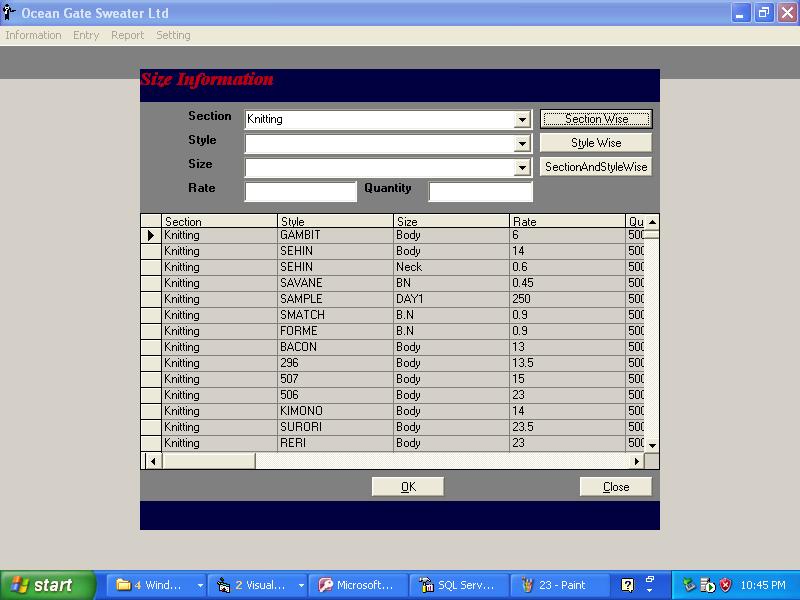 Ocean Gate Sweater Ltd
Information Entry Report Setting
Size Information
Section Knitting Section Wise
Style Style Wise
Size SectionAndStyleWise
Rate Quantity
Section Style Size Rate Qu
Knitting GAMBIT Body 6 500
Knitting SEHIN Body 14 500
Knitting SEHIN Neck 0.6 500
Knitting SAVANE BN 0.45 500
Knitting SAMPLE DAY1 250 500
Knitting SMATCH B.N 0.9 500
Knitting FORME B.N 0.9 500
Knitting BACON Body 13 500
Knitting 296 Body 13.5 500
Knitting 507 Body 15 500
Knitting 506 Body 23 500
Knitting KIMONO Body 14 500
Knitting SURORI Body 23.5 500
Knitting RERI Body 23 500
OK Close
start 4 Wind... 2 Visual... Microsoft... SQL Serv... 23 - Paint 10:45 PM